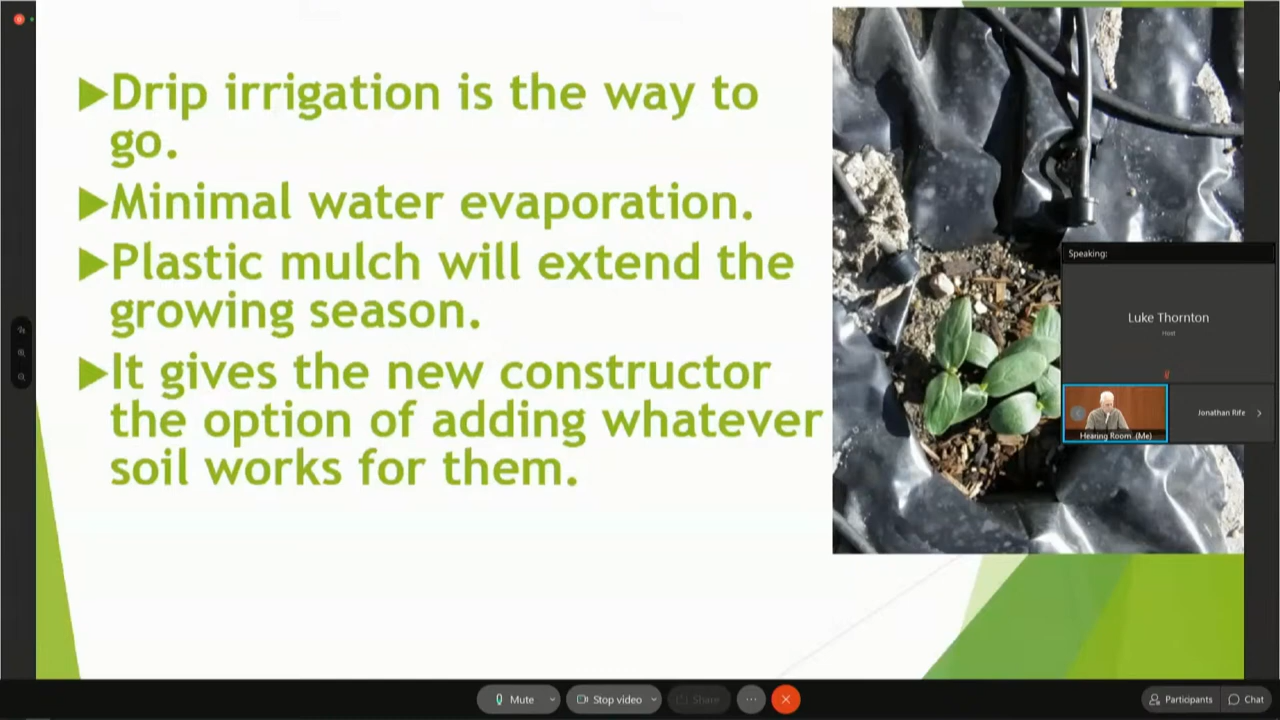 ▶Drip irrigation is the way to
go.
▶Minimal water evaporation.
▶Plastic mulch will extend the
growing season.
▶It gives the new constructor
the option of adding whatever
soil works for them.
Speaking:
Luke Thornton
Host
Hearing Room (Me)
Jonathan Rife
Mute
Stop video
Share
Participants
Chat